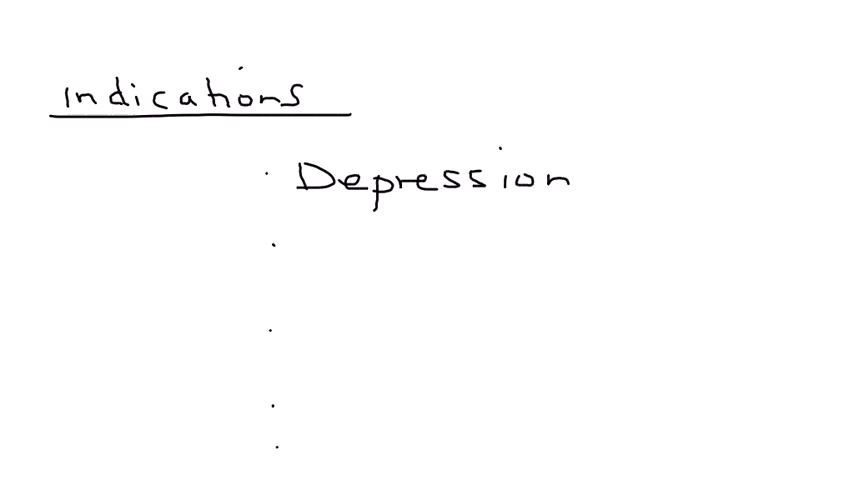 Indications
. Depression
.
.
.
.